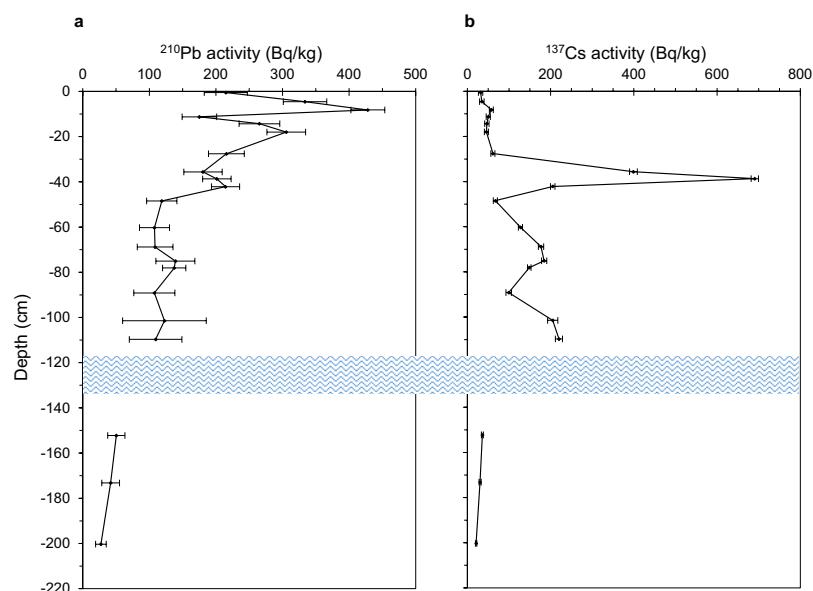 a
b
²¹⁰Pb activity (Bq/kg)
¹³⁷Cs activity (Bq/kg)
0 100 200 300 400 500
0 200 400 600 800
0
-20
-40
-60
-80
-100
-120
-140
-160
-180
-200
-220
Depth (cm)